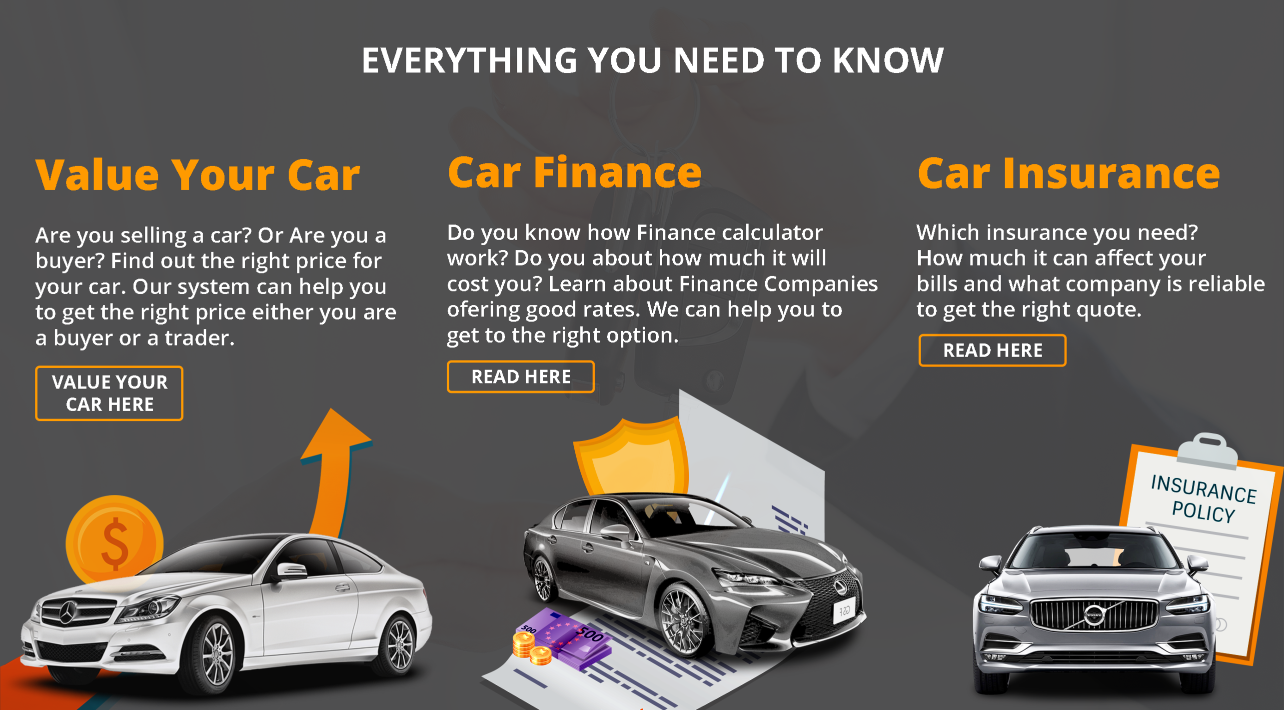 EVERYTHING YOU NEED TO KNOW
Value Your Car
Are you selling a car? Or Are you a
buyer? Find out the right price for
your car. Our system can help you
to get the right price either you are
a buyer or a trader.
VALUE YOUR
CAR HERE
Car Finance
Do you know how Finance calculator
work? Do you about how much it will
cost you? Learn about Finance Companies
ofering good rates. We can help you to
get to the right option.
READ HERE
Car Insurance
Which insurance you need?
How much it can affect your
bills and what company is reliable
to get the right quote.
READ HERE
$
500
500
INSURANCE
POLICY